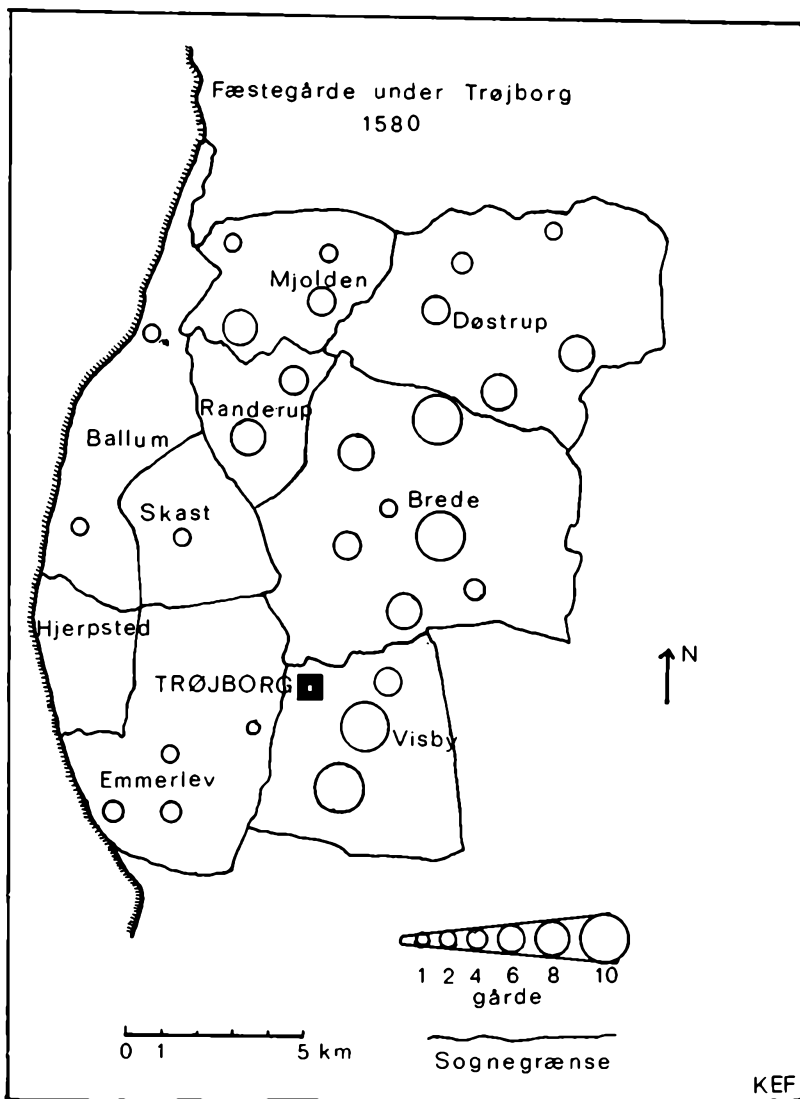 Fæstegårde under Trøjborg
1580
Mjolden
Døstrup
Randerup
Ballum
Brede
Skast
Hjerpsted
N
TRØJBORG
Visby
Emmerlev
1 2 4 6 8 10
gårde
0 1 5 km
Sognegrænse
KEF